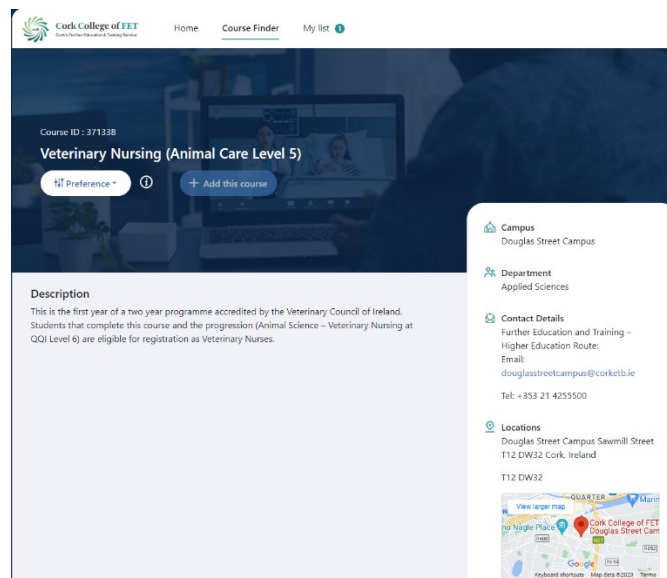 Cork College of FET
Cork's Further Education & Training Service
Home
Course Finder
My list 1
Course ID : 371338
Veterinary Nursing (Animal Care Level 5)
Preference
+ Add this course
Campus
Douglas Street Campus
Department
Applied Sciences
Contact Details
Further Education and Training –
Higher Education Route:
Email:
douglasstreetcampus@corketb.ie
Tel: +353 21 4255500
Locations
Douglas Street Campus Sawmill Street
T12 DW32 Cork, Ireland
T12 DW32
Description
This is the first year of a two year programme accredited by the Veterinary Council of Ireland.
Students that complete this course and the progression (Animal Science – Veterinary Nursing at
QQI Level 6) are eligible for registration as Veterinary Nurses.
QUARTER
View larger map
Marin
no Nagle Place
Cork College of FET
Douglas Street Cam
Google
Keyboard shortcuts Map data ©2023 Terms